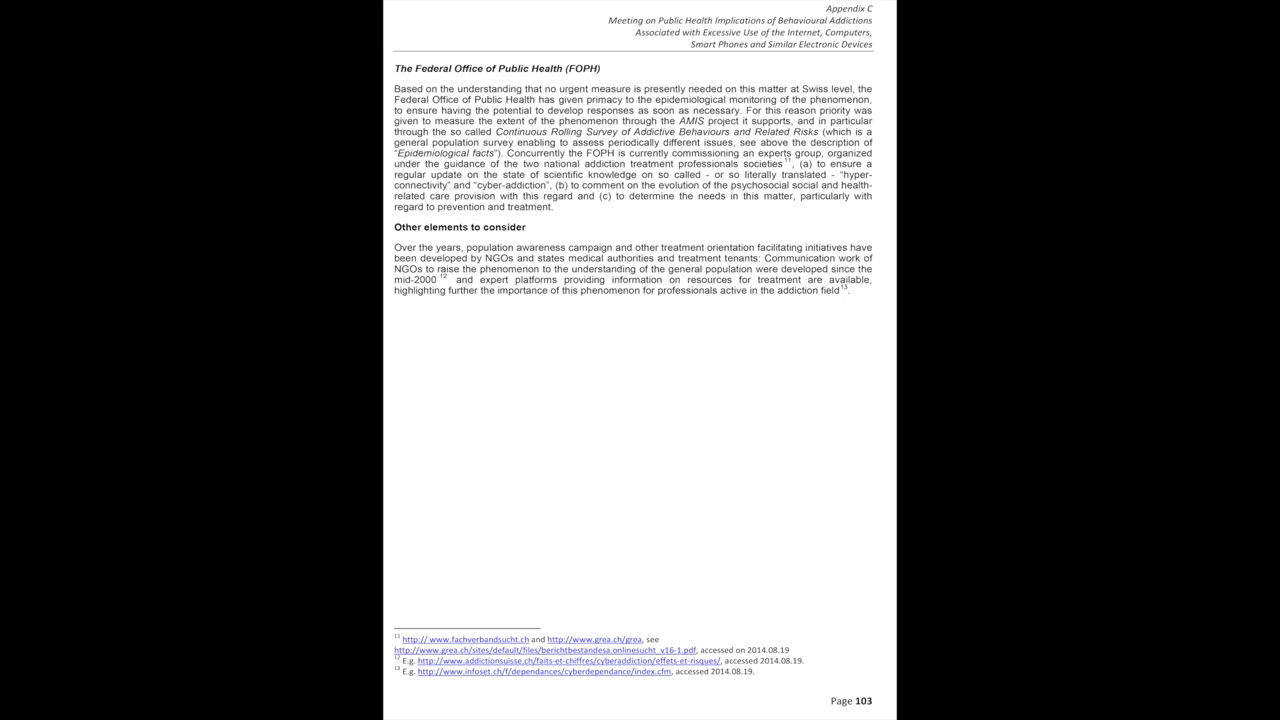 Appendix C
Meeting on Public Health Implications of Behavioural Addictions
Associated with Excessive Use of the Internet, Computers,
Smart Phones and Similar Electronic Devices
The Federal Office of Public Health (FOPH)
Based on the understanding that no urgent measure is presently needed on this matter at Swiss level, the
Federal Office of Public Health has given primacy to the epidemiological monitoring of the phenomenon,
to ensure having the potential to develop responses as soon as necessary. For this reason priority was
given to measure the extent of the phenomenon through the AMIS project it supports, and in particular
through the so called Continuous Rolling Survey of Addictive Behaviours and Related Risks (which is a
general population survey enabling to assess periodically different issues, see above the description of
“Epidemiological facts”). Concurrently the FOPH is currently commissioning an experts group, organized
under the guidance of the two national addiction treatment professionals societies 11, (a) to ensure a
regular update on the state of scientific knowledge on so called - or so literally translated - “hyper-
connectivity” and “cyber-addiction”, (b) to comment on the evolution of the psychosocial social and health-
related care provision with this regard and (c) to determine the needs in this matter, particularly with
regard to prevention and treatment.
Other elements to consider
Over the years, population awareness campaign and other treatment orientation facilitating initiatives have
been developed by NGOs and states medical authorities and treatment tenants: Communication work of
NGOs to raise the phenomenon to the understanding of the general population were developed since the
mid-2000 12 and expert platforms providing information on resources for treatment are available,
highlighting further the importance of this phenomenon for professionals active in the addiction field 13.
11 http:// www.fachverbandsucht.ch and http://www.grea.ch/grea, see
http://www.grea.ch/sites/default/files/berichtbestandesa.onlinesucht_v16-1.pdf, accessed on 2014.08.19
12 E.g. http://www.addictionsuisse.ch/faits-et-chiffres/cyberaddiction/effets-et-risques/, accessed 2014.08.19.
13 E.g. http://www.infoset.ch/f/dependances/cyberdependance/index.cfm, accessed 2014.08.19.
Page 103